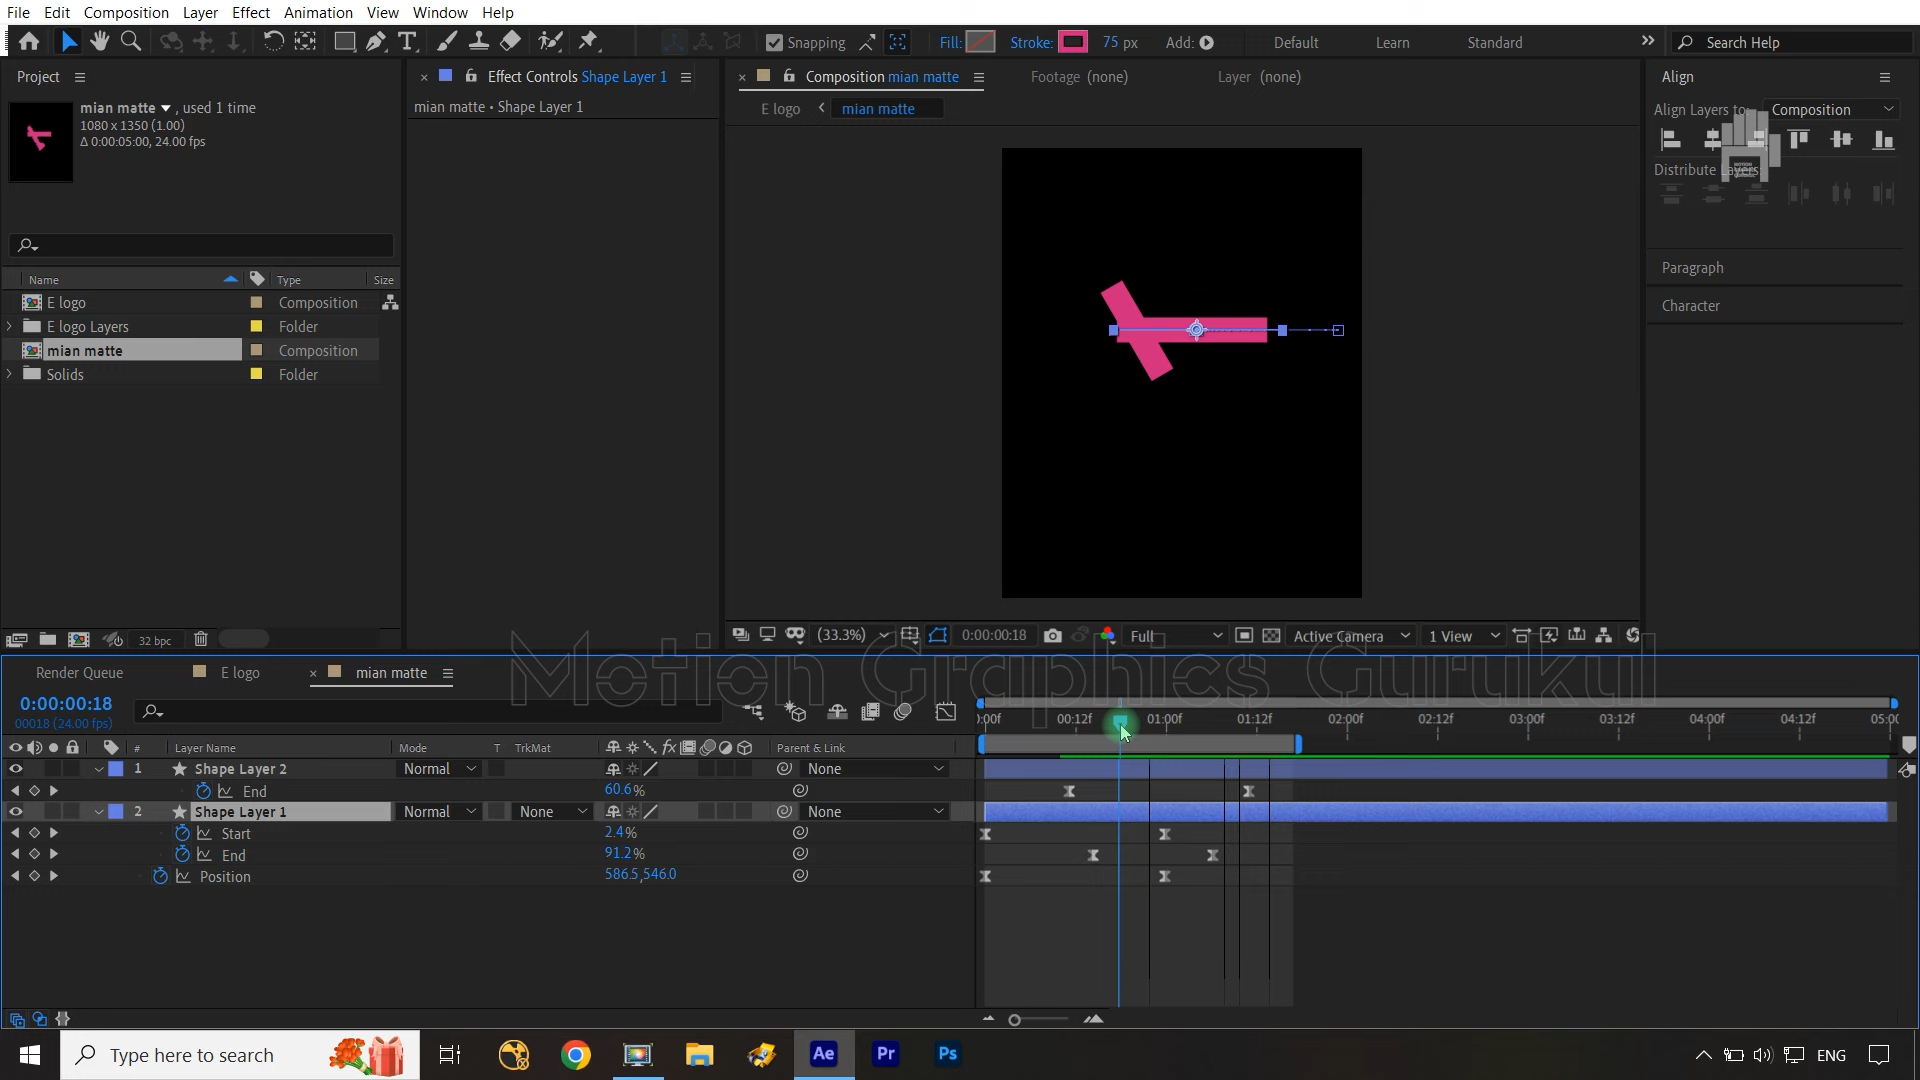 File Edit Composition Layer Effect Animation View Window Help
Snapping Fill: Stroke: 75 px Add: Default Learn Standard Search Help
Project
Effect Controls Shape Layer 1
Composition mian matte Footage (none) Layer (none)
Align
mian matte , used 1 time
1080 x 1350 (1.00)
Δ 0:00:05:00, 24.00 fps
mian matte • Shape Layer 1
E logo mian matte
Align Layers to: Composition
Distribute Layers:
Paragraph
Character
Name Type Size
E logo Composition
E logo Layers Folder
mian matte Composition
Solids Folder
32 bpc
(33.3%) 0:00:00:18 Full Active Camera 1 View
Motion Graphics Gurukul
Render Queue E logo mian matte
0:00:00:18
00018 (24.00 fps)
:00f 00:12f 01:00f 01:12f 02:00f 02:12f 03:00f 03:12f 04:00f 04:12f 05:00
# Layer Name Mode T TrkMat Parent & Link
1 Shape Layer 2 Normal None
End 60.6%
2 Shape Layer 1 Normal None None
Start 2.4%
End 91.2%
Position 586.5,546.0
Type here to search Ae Pr Ps ENG